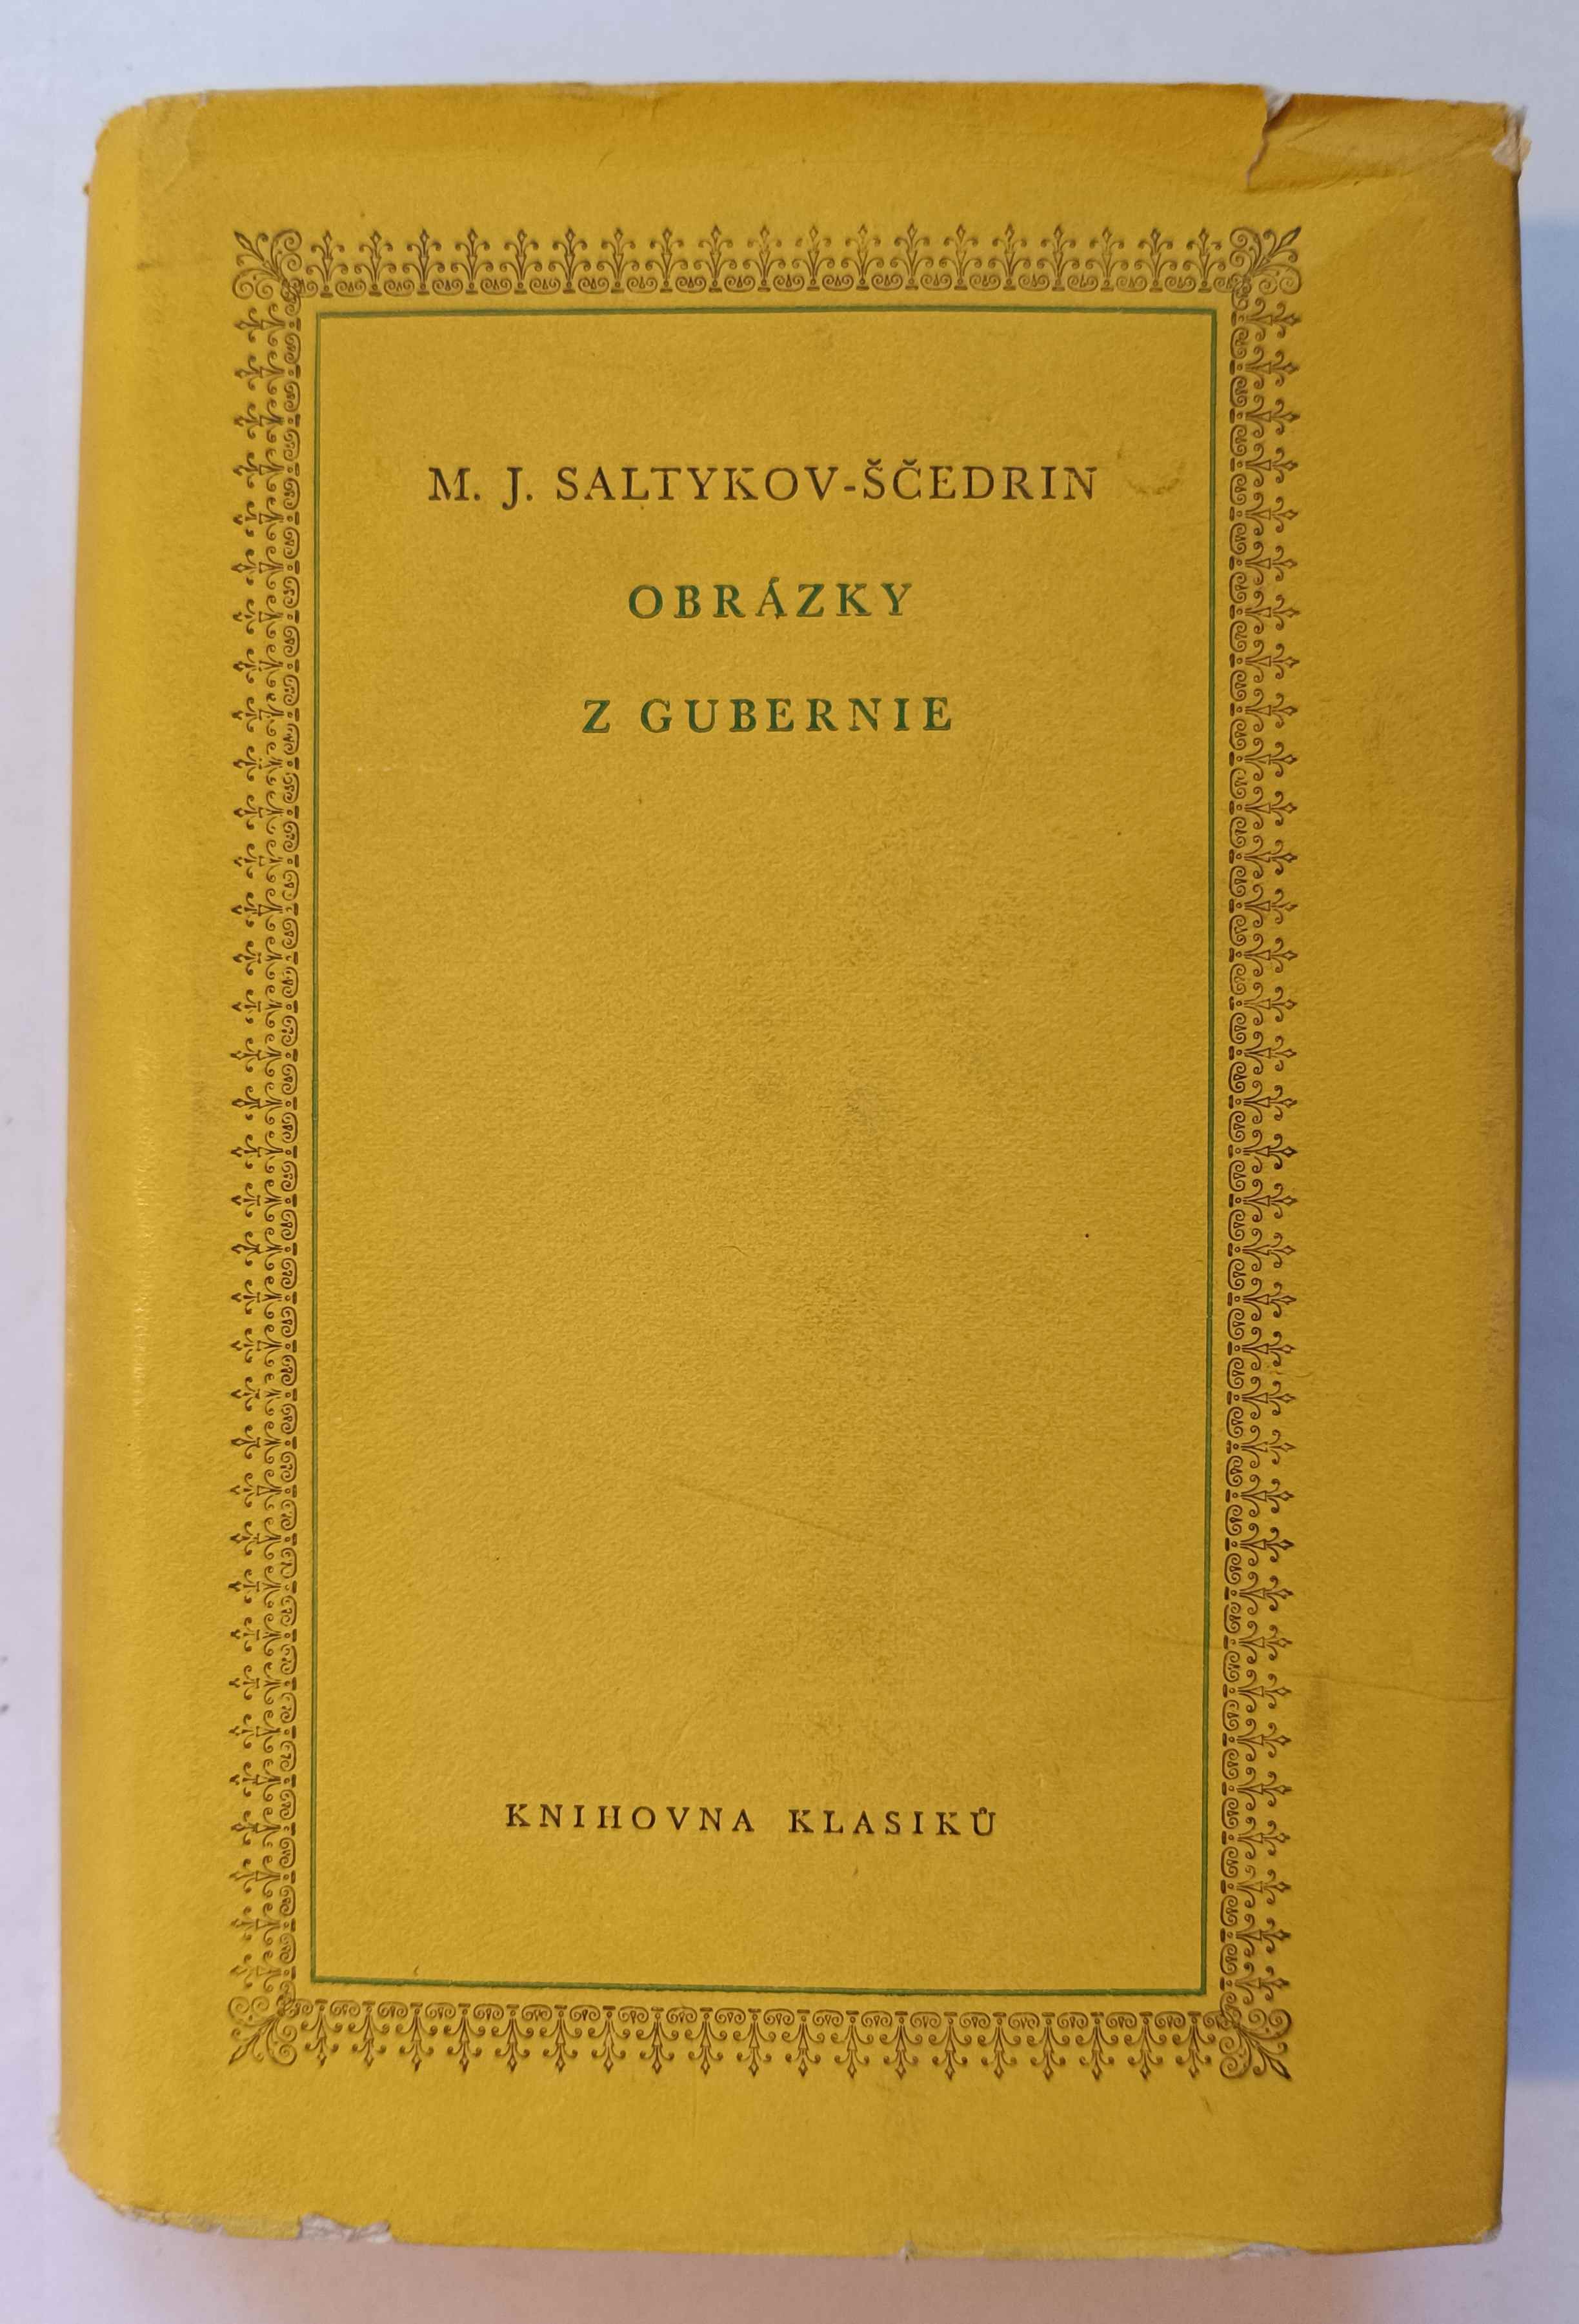 M. J. SALTYKOV-ŠČEDRIN
OBRÁZKY
Z GUBERNIE
KNIHOVNA KLASIKŮ